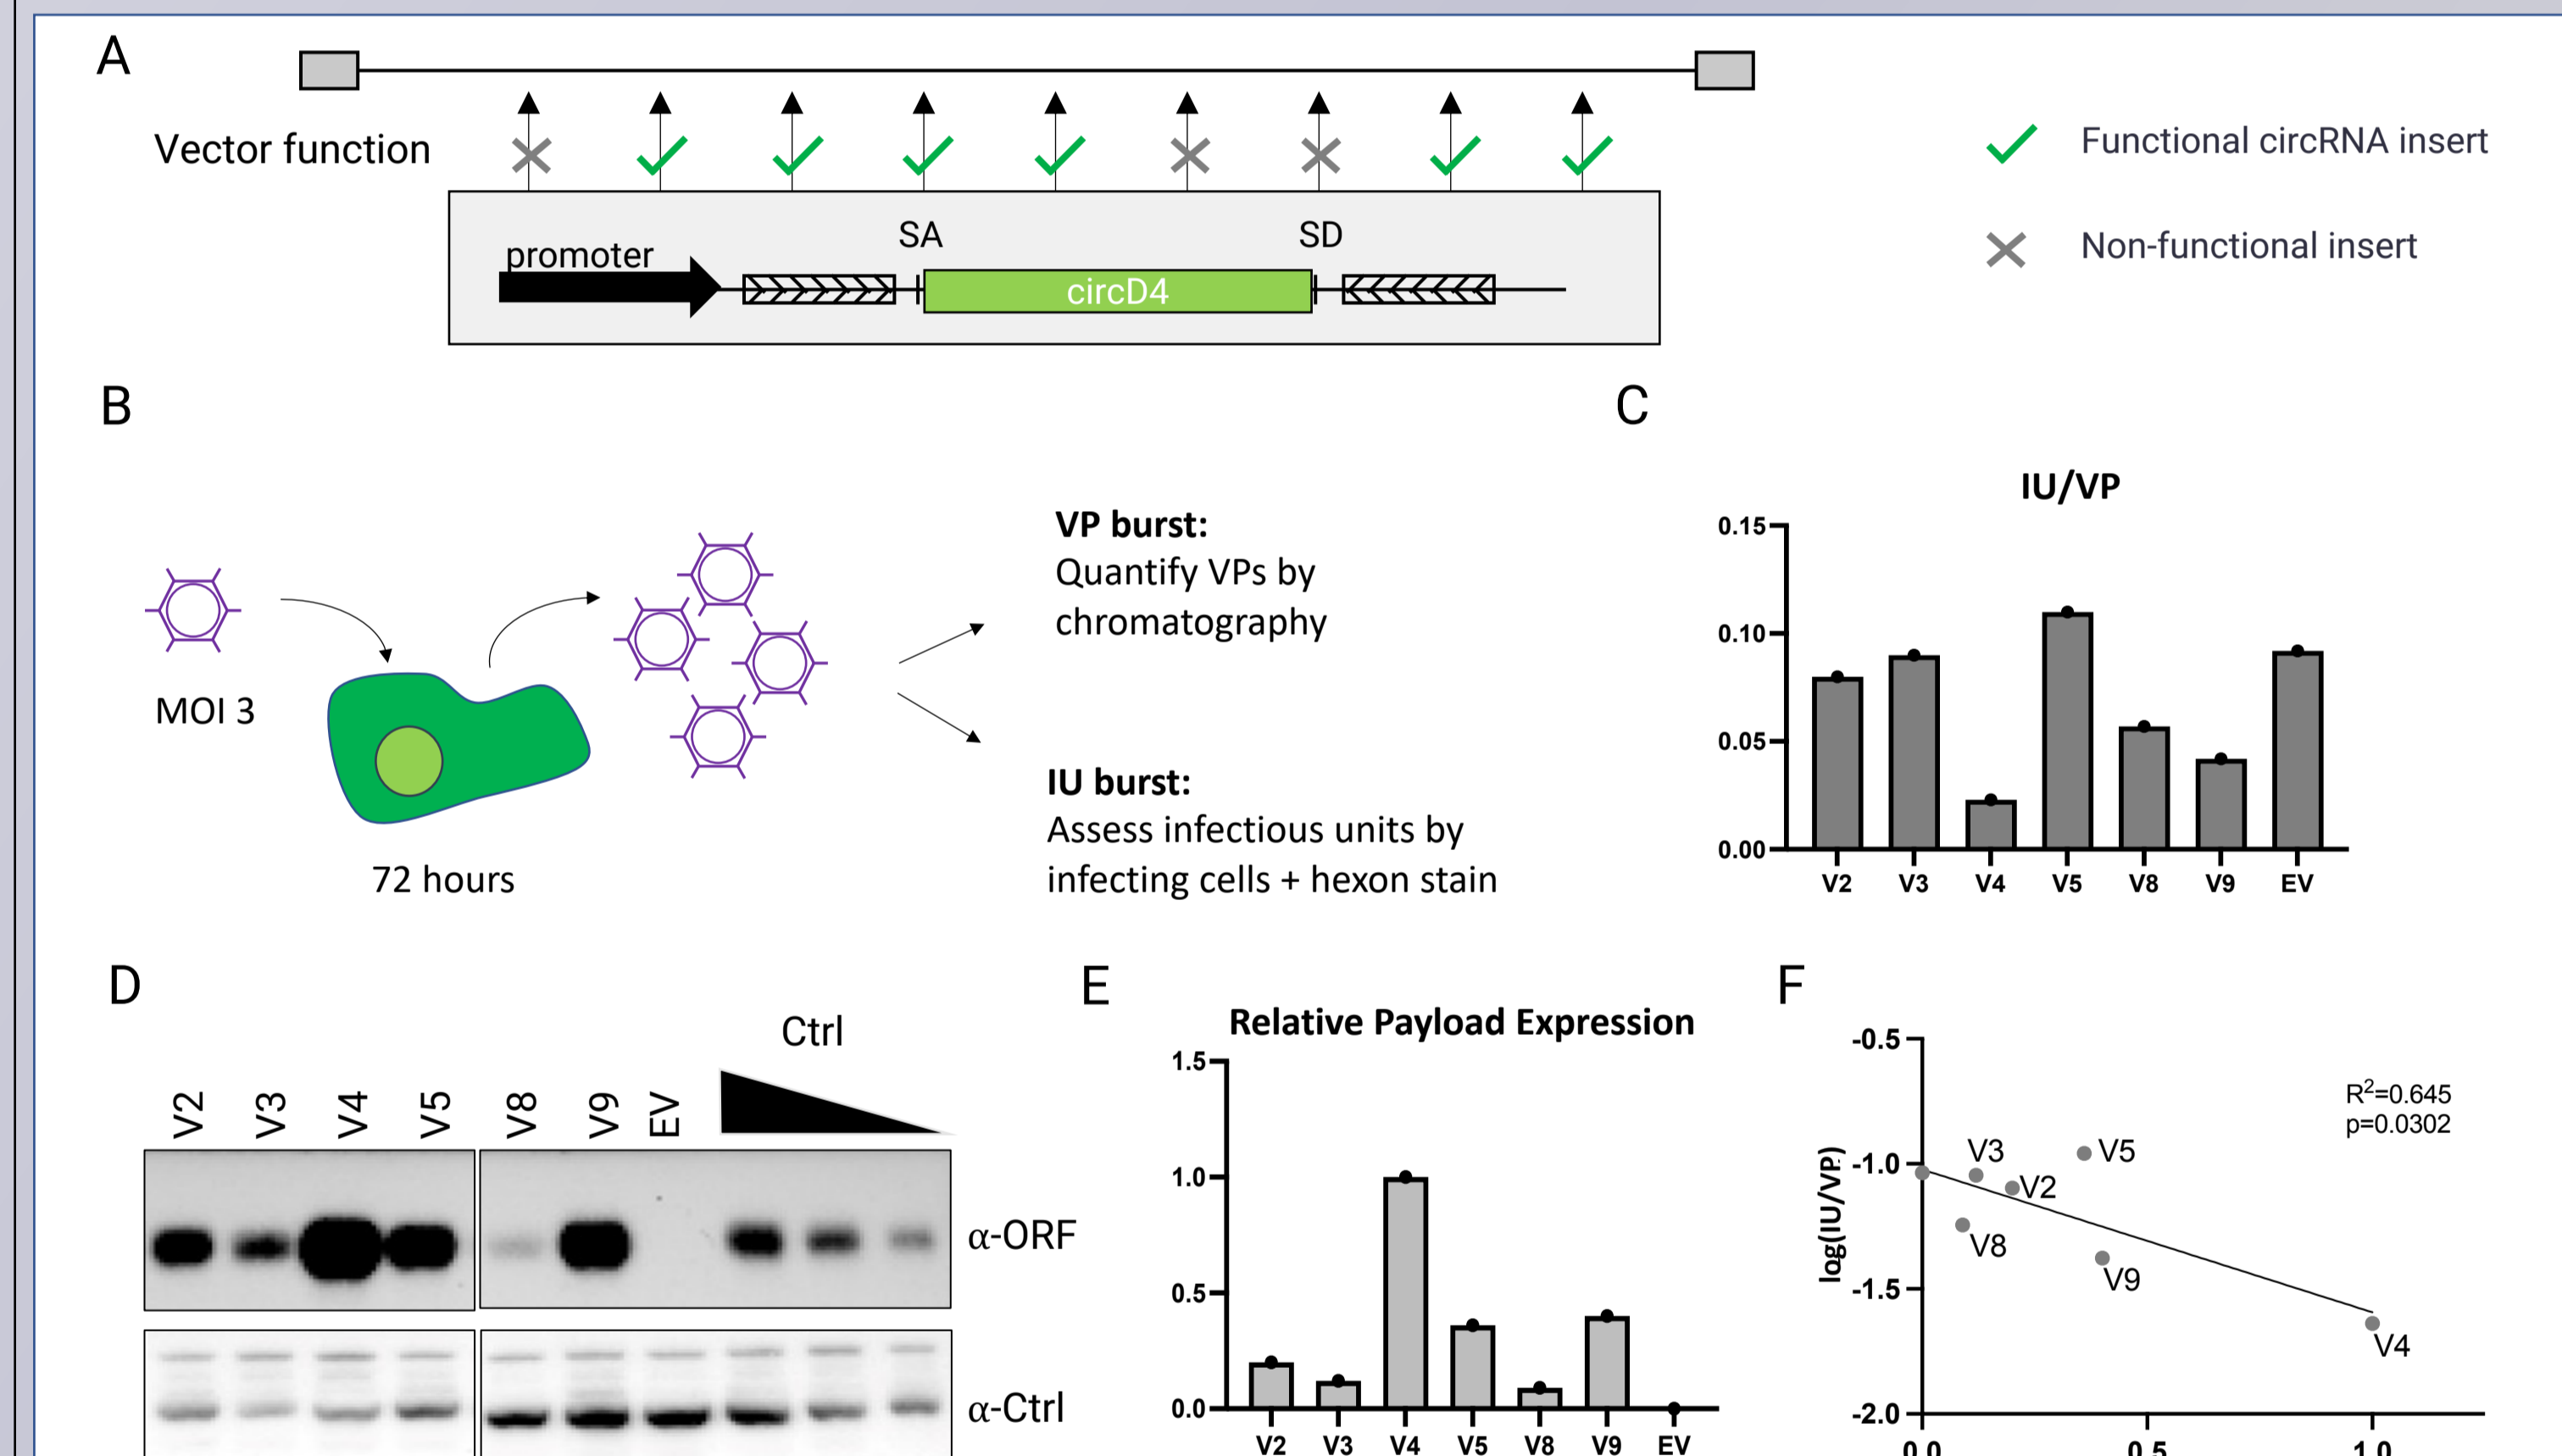 A
Vector function
Functional circRNA insert
Non-functional insert
SA
SD
promoter
circD4
B
MOI 3
72 hours
VP burst:
Quantify VPs by
chromatography
IU burst:
Assess infectious units by
infecting cells + hexon stain
C
IU/VP
0.15
0.10
0.05
0.00
V2 V3 V4 V5 V8 V9 EV
D
Ctrl
V2 V3 V4 V5 V8 V9 EV
α-ORF
α-Ctrl
E
Relative Payload Expression
1.5
1.0
0.5
0.0
V2 V3 V4 V5 V8 V9 EV
F
R²=0.645
p=0.0302
log(IU/VP)
-0.5
-1.0
-1.5
-2.0
V3
V5
V2
V8
V9
V4
0.0 0.5 1.0